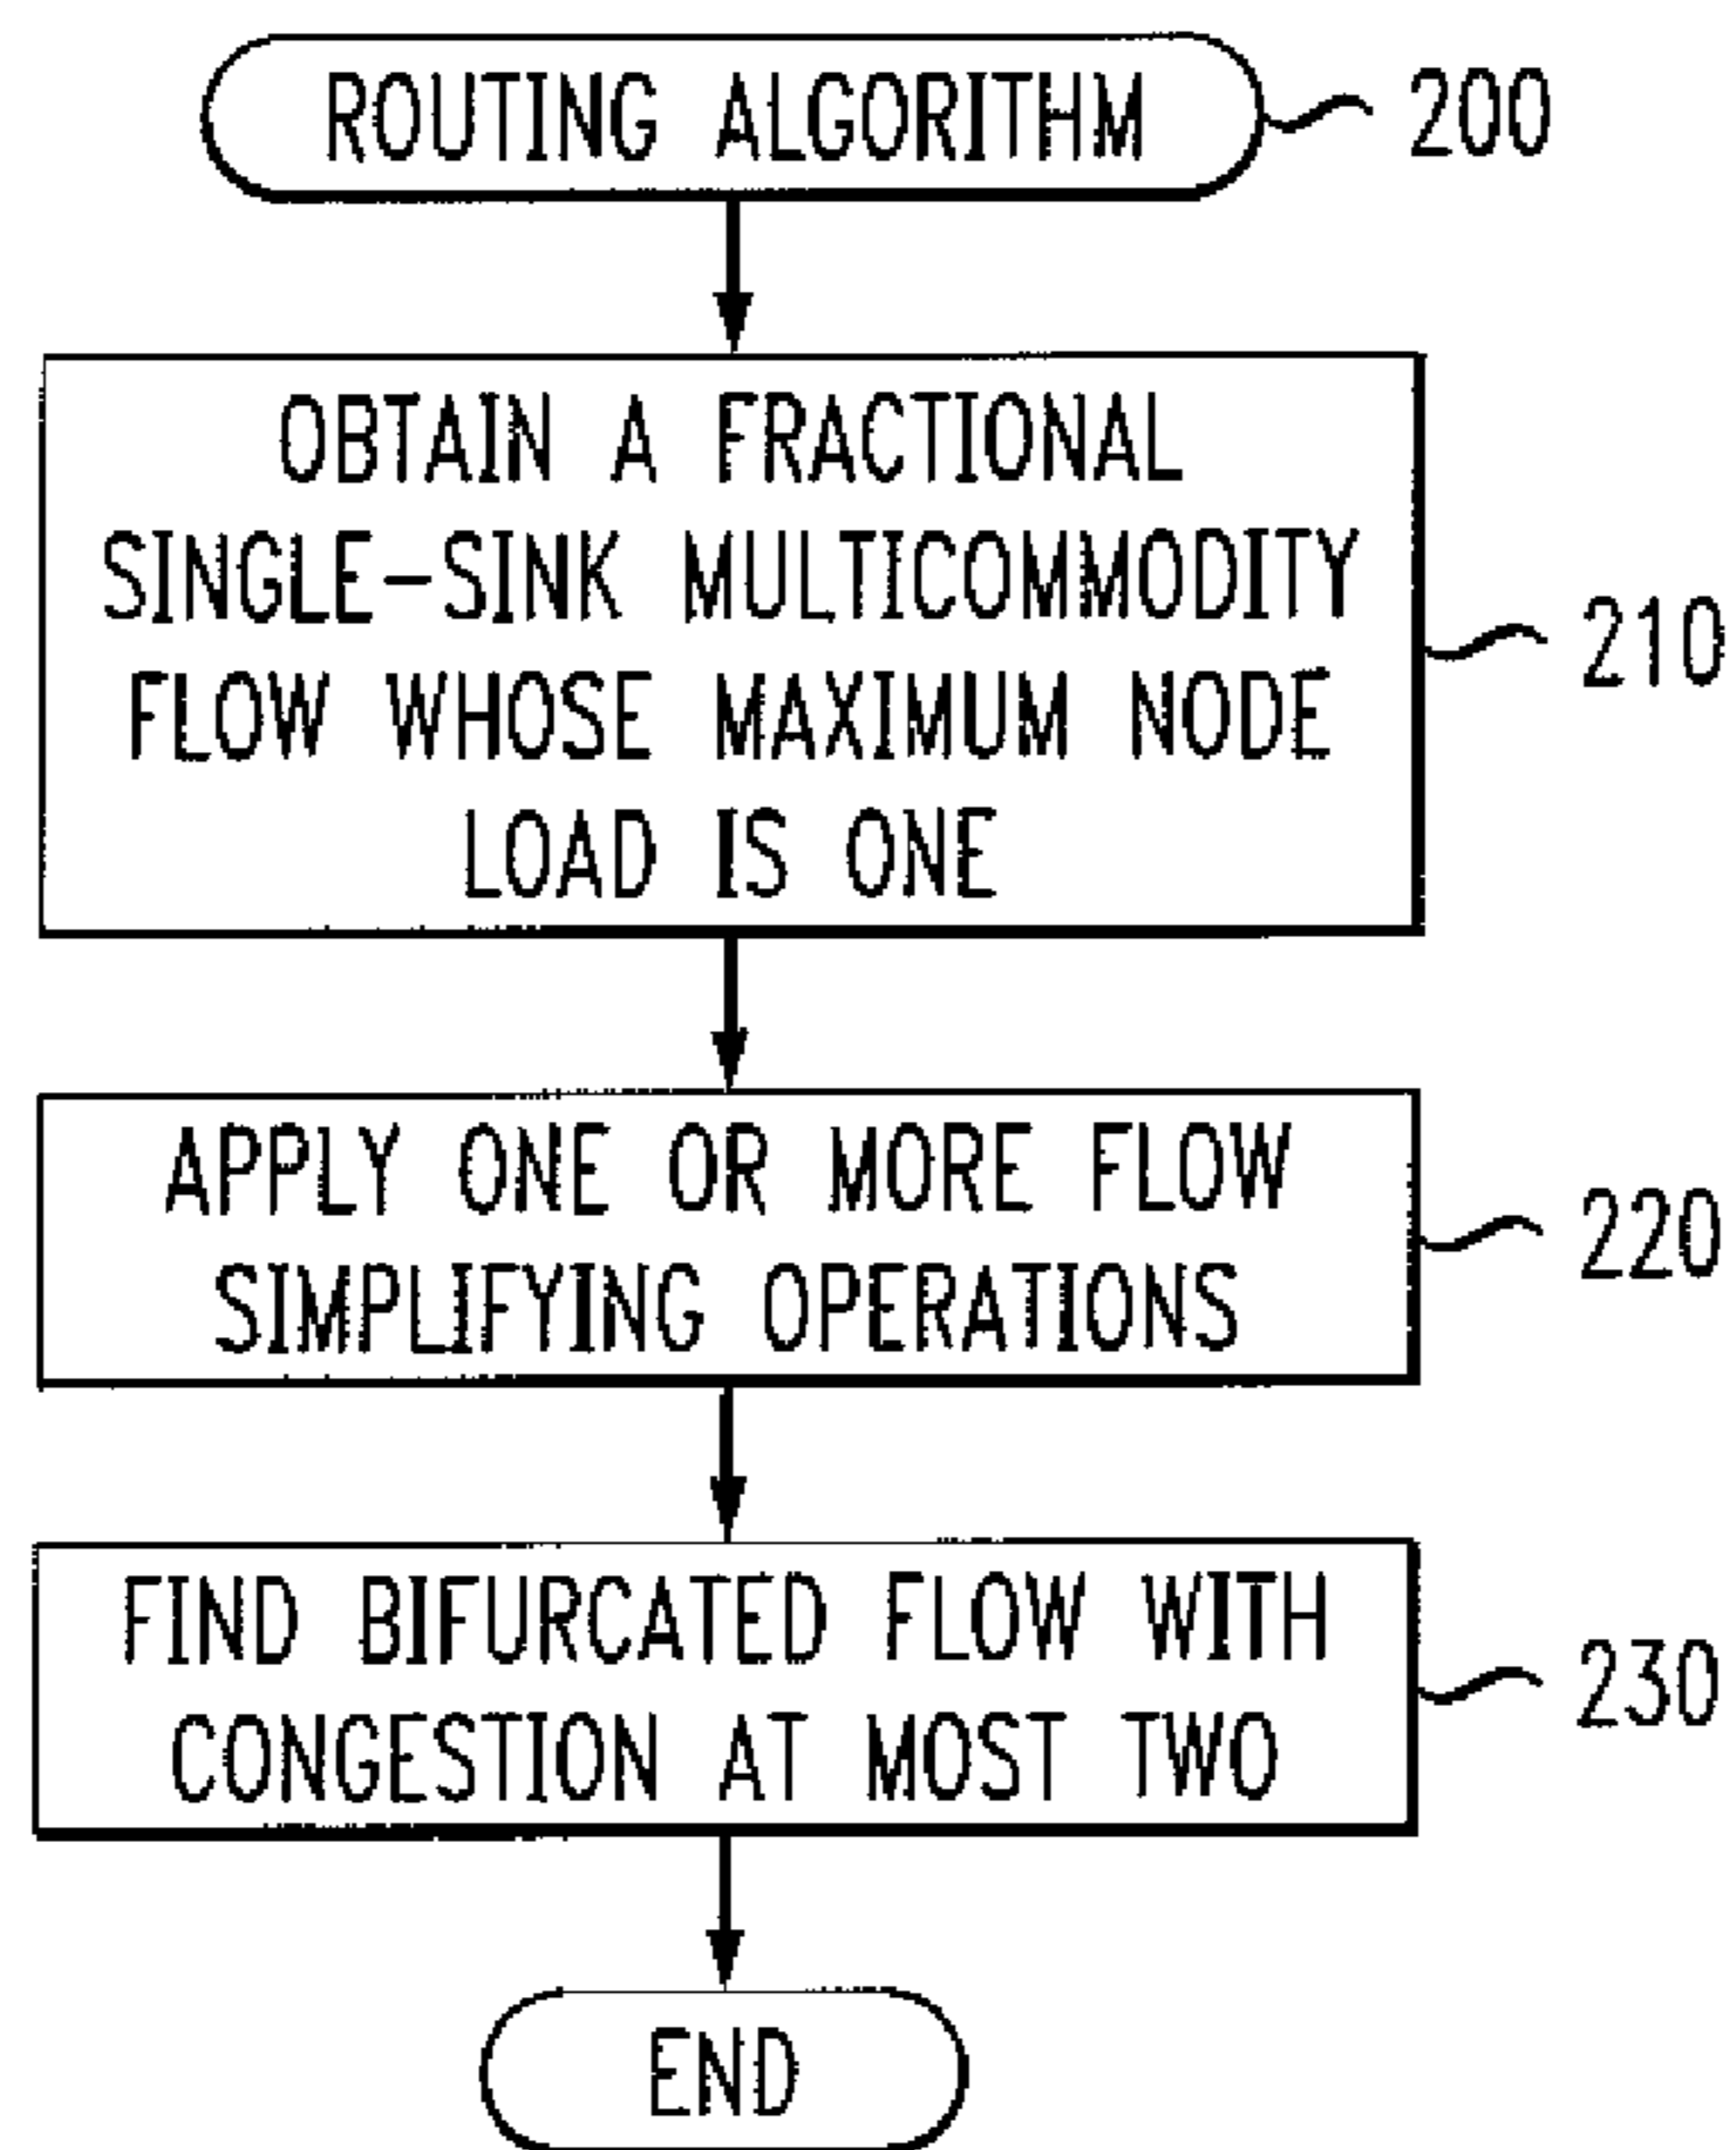 ROUTING ALGORITHM
200
OBTAIN A FRACTIONAL
SINGLE-SINK MULTICOMMODITY
FLOW WHOSE MAXIMUM NODE
LOAD IS ONE
210
APPLY ONE OR MORE FLOW
SIMPLIFYING OPERATIONS
220
FIND BIFURCATED FLOW WITH
CONGESTION AT MOST TWO
230
END